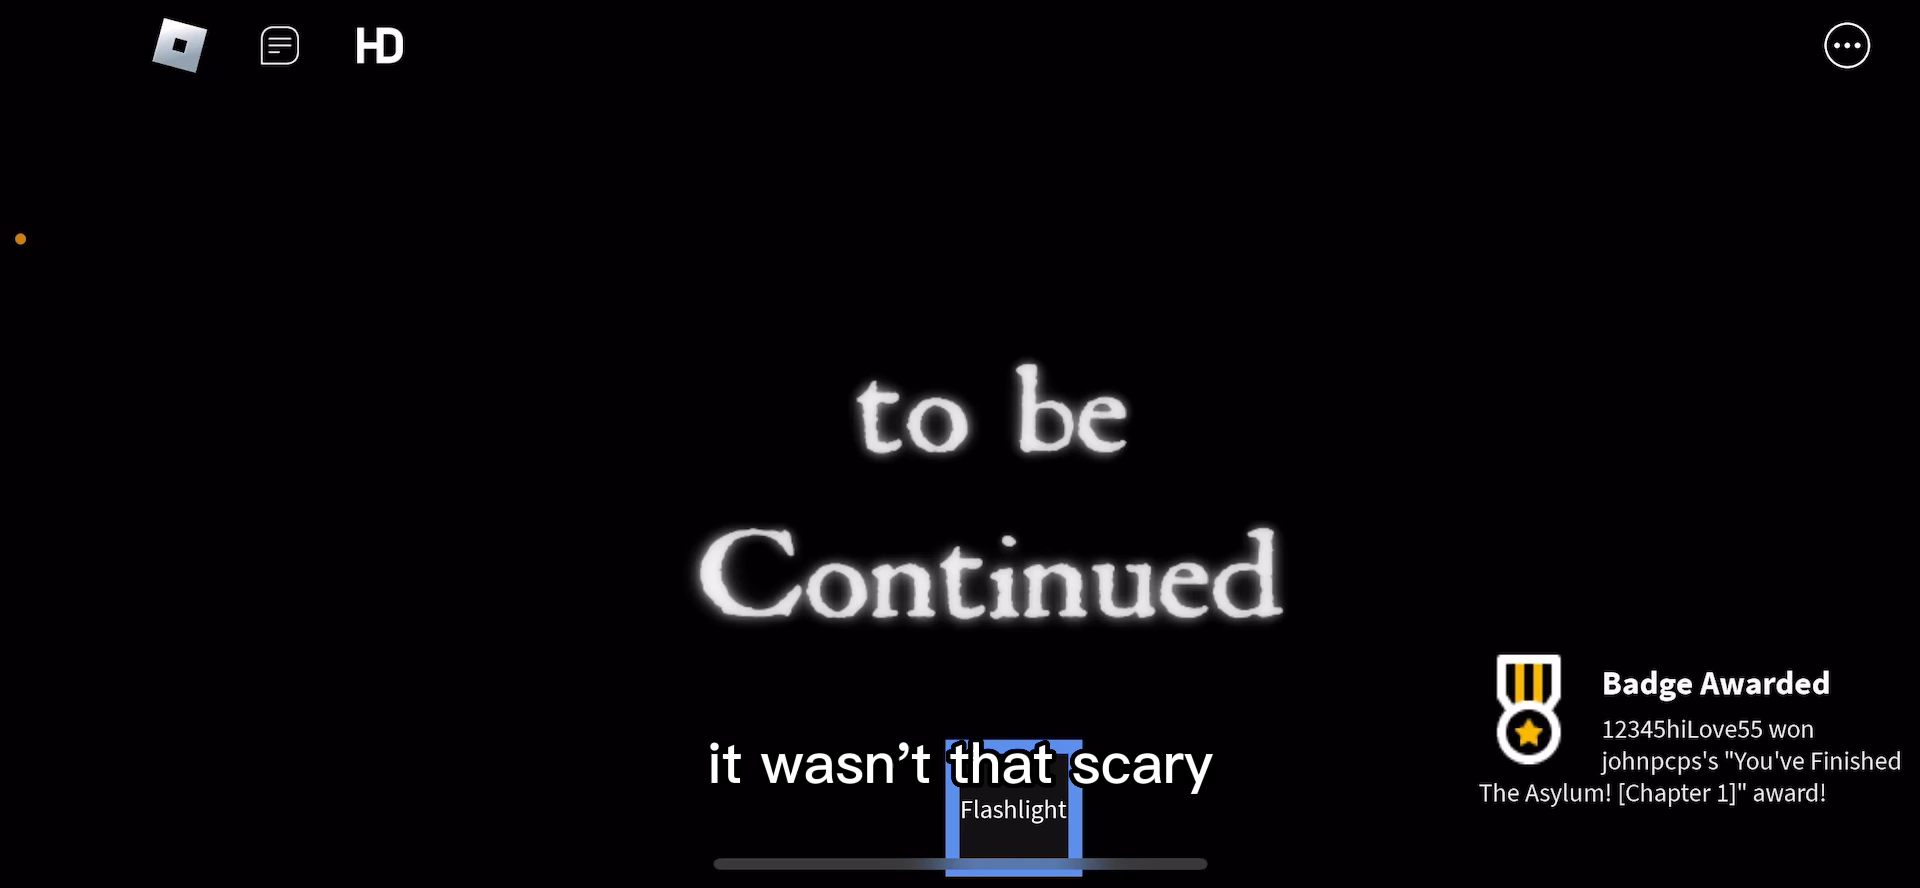 HD
to be
Continued
Badge Awarded
12345hiLove55 won
johnpcps's "You've Finished
The Asylum! [Chapter 1]" award!
it wasn’t that scary
Flashlight